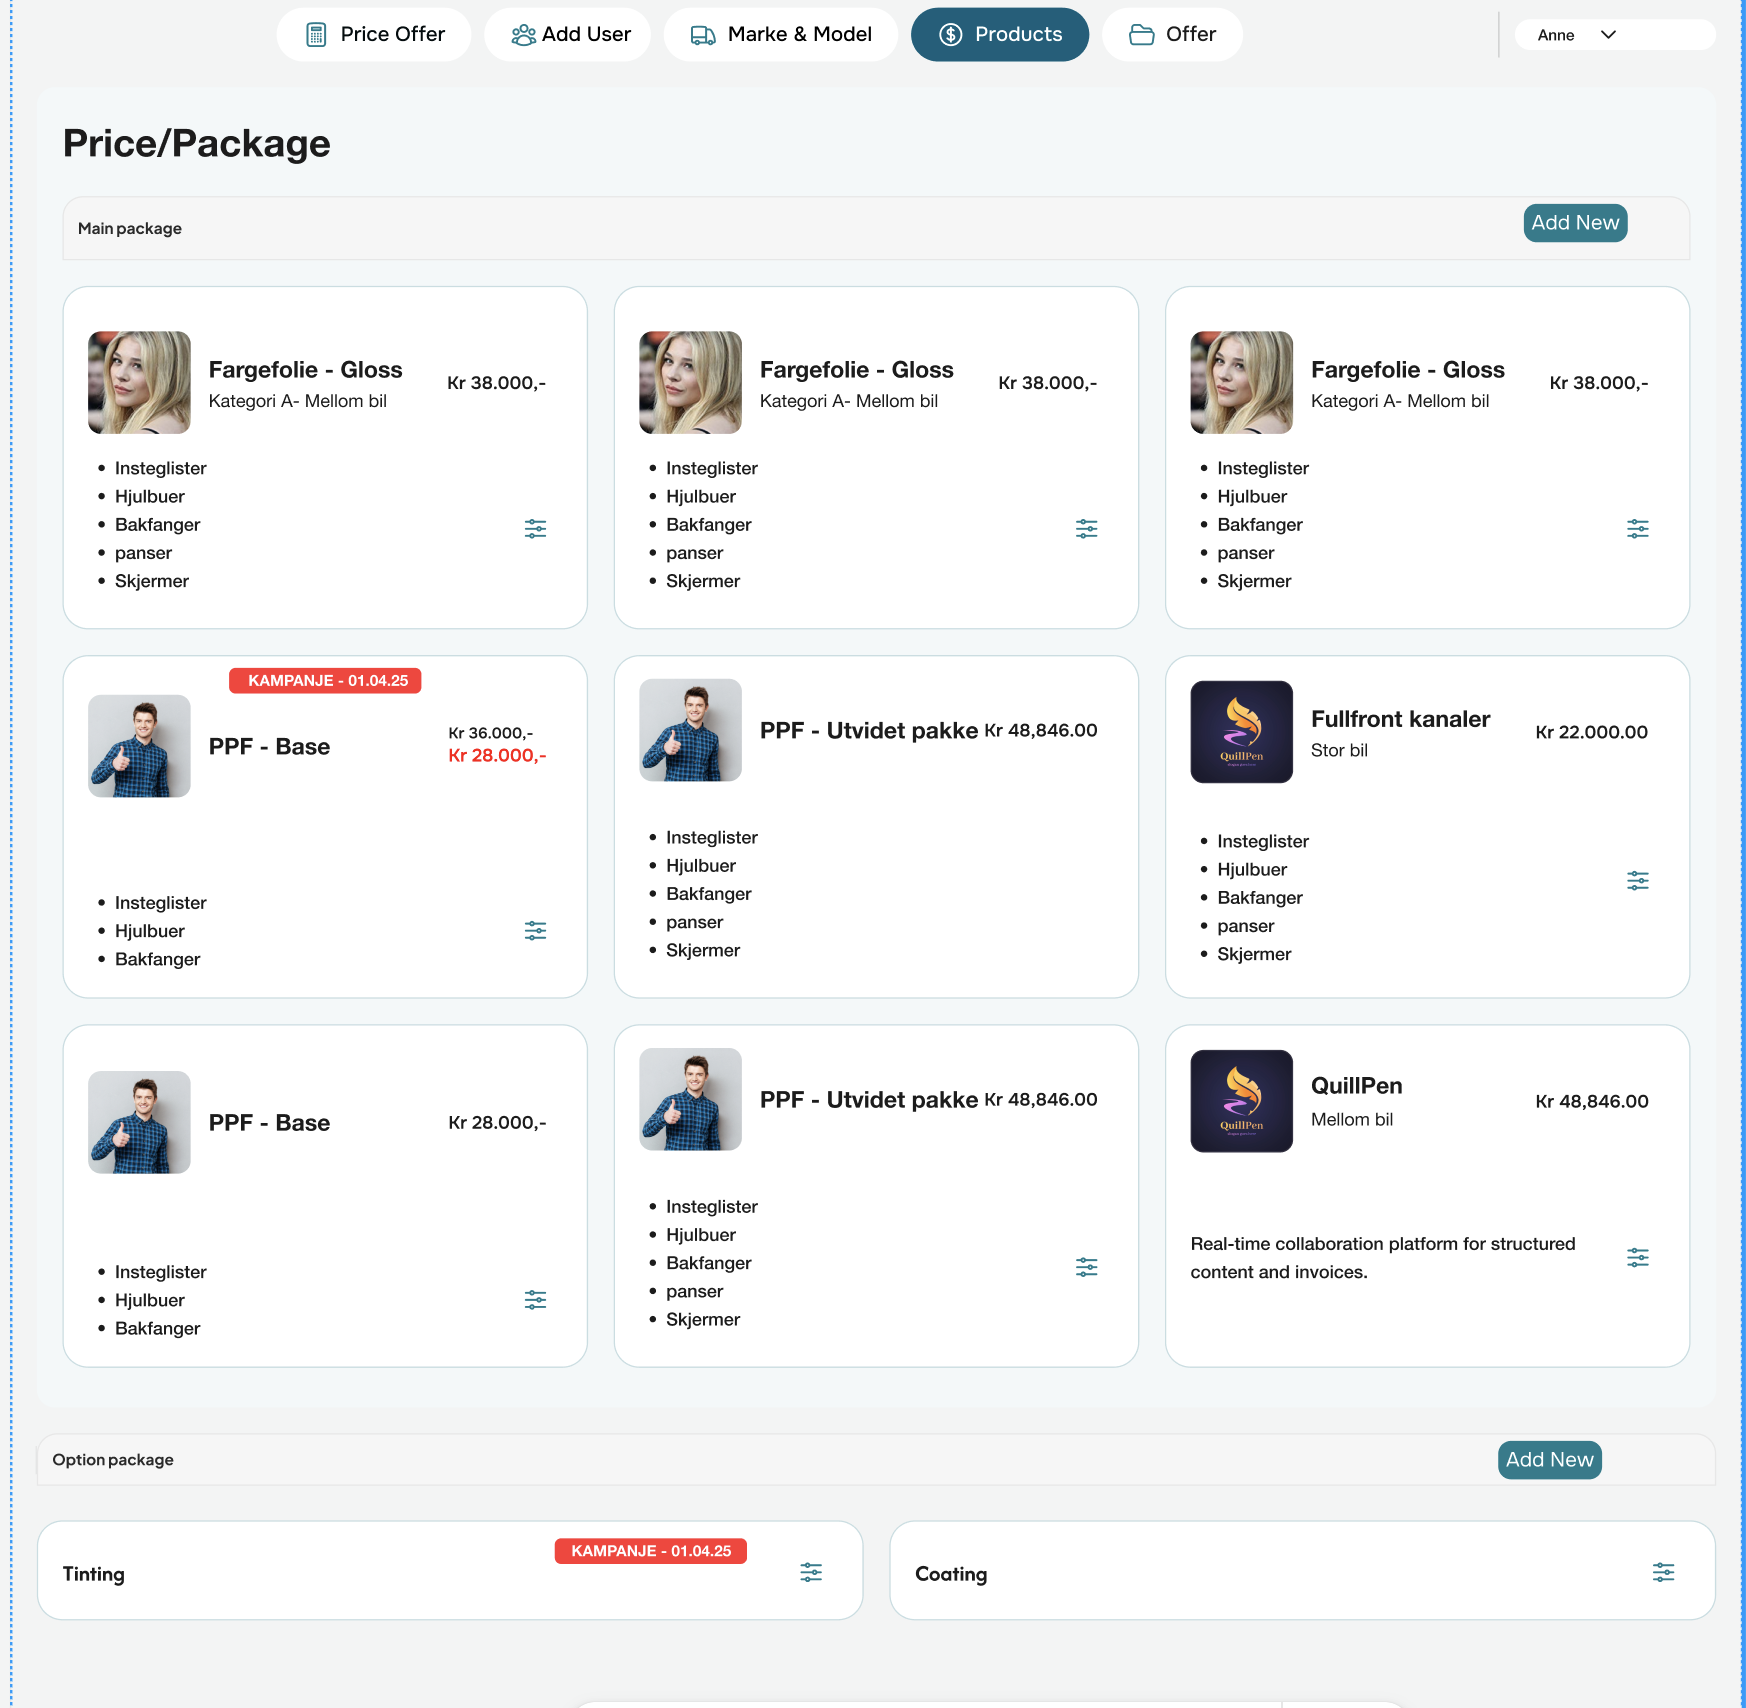 Price Offer
Add User
Marke & Model
Products
Offer
Anne
Price/Package
Main package
Add New
Fargefolie - Gloss
Kategori A- Mellom bil
Kr 38.000,-
Insteglister
Hjulbuer
Bakfanger
panser
Skjermer
Fargefolie - Gloss
Kategori A- Mellom bil
Kr 38.000,-
Insteglister
Hjulbuer
Bakfanger
panser
Skjermer
Fargefolie - Gloss
Kategori A- Mellom bil
Kr 38.000,-
Insteglister
Hjulbuer
Bakfanger
panser
Skjermer
KAMPANJE - 01.04.25
PPF - Base
Kr 36.000,-
Kr 28.000,-
Insteglister
Hjulbuer
Bakfanger
PPF - Utvidet pakke
Kr 48,846.00
Insteglister
Hjulbuer
Bakfanger
panser
Skjermer
QuillPen
Fullfront kanaler
Stor bil
Kr 22.000.00
Insteglister
Hjulbuer
Bakfanger
panser
Skjermer
PPF - Base
Kr 28.000,-
Insteglister
Hjulbuer
Bakfanger
PPF - Utvidet pakke
Kr 48,846.00
Insteglister
Hjulbuer
Bakfanger
panser
Skjermer
QuillPen
QuillPen
Mellom bil
Kr 48,846.00
Real-time collaboration platform for structured
content and invoices.
Option package
Add New
Tinting
KAMPANJE - 01.04.25
Coating